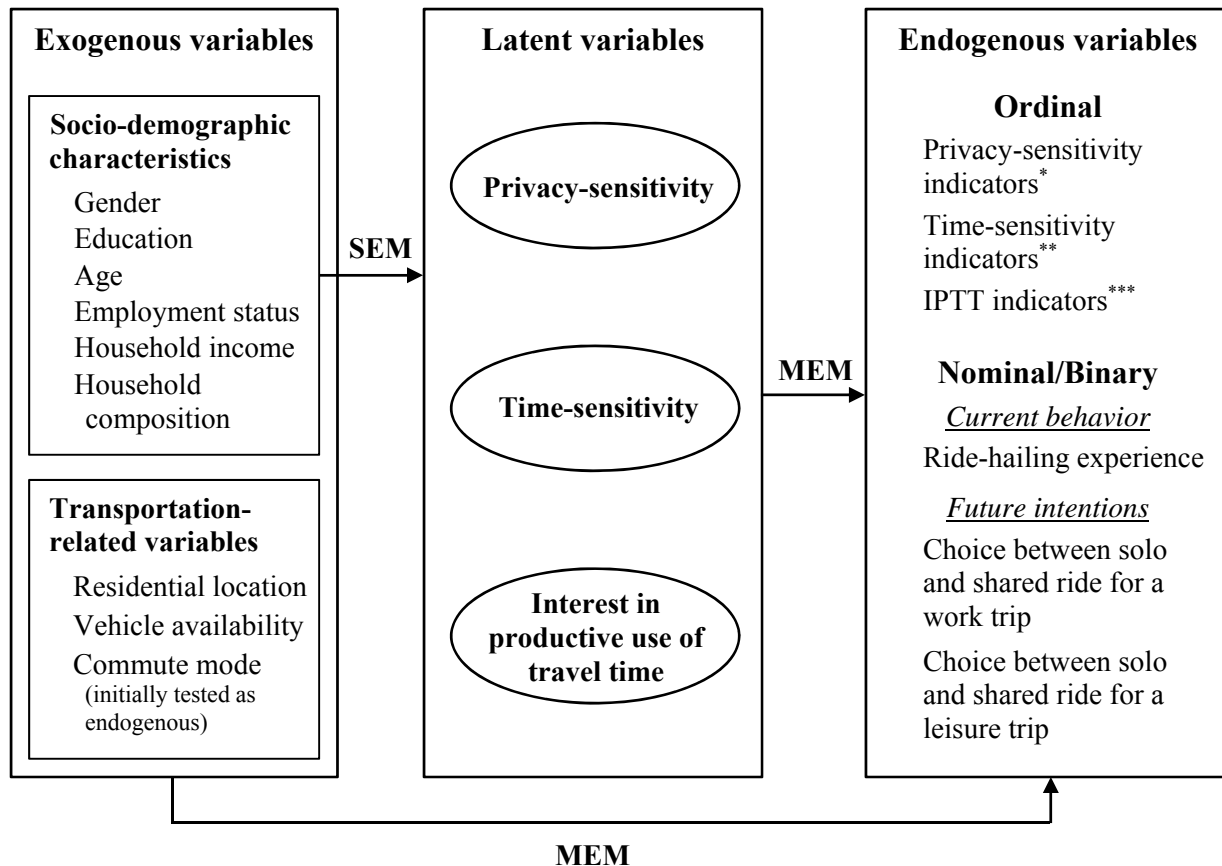 Exogenous variables
Socio-demographic
characteristics
Gender
Education
Age
Employment status
Household income
Household
composition
Transportation-
related variables
Residential location
Vehicle availability
Commute mode
(initially tested as
endogenous)
SEM
Latent variables
Privacy-sensitivity
Time-sensitivity
Interest in
productive use of
travel time
MEM
Endogenous variables
Ordinal
Privacy-sensitivity
indicators*
Time-sensitivity
indicators**
IPTT indicators***
Nominal/Binary
Current behavior
Ride-hailing experience
Future intentions
Choice between solo
and shared ride for a
work trip
Choice between solo
and shared ride for a
leisure trip
MEM